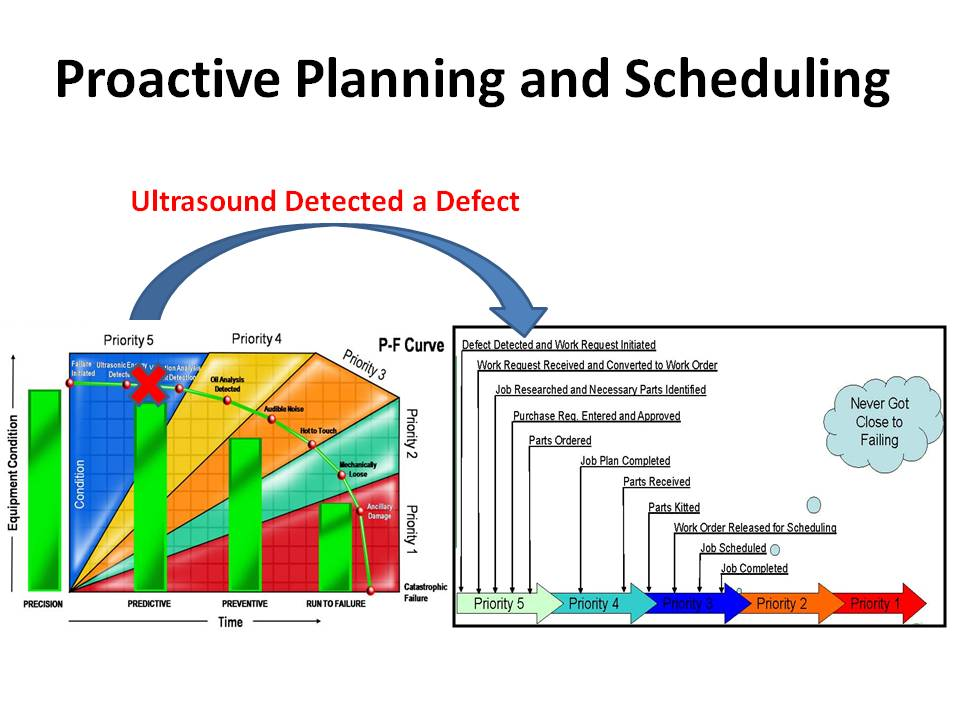 Proactive Planning and Scheduling
Ultrasound Detected a Defect
Priority 5
Priority 4
Priority 3
Priority 2
Priority 1
P-F Curve
Failure
Initiated
Ultrasonic Energy
Analysis
Detection
Oil Analysis
Detected
Audible Noise
Hot to Touch
Mechanically
Loose
Ancillary
Damage
Catastrophic
Failure
Equipment Condition
Condition
PRECISION
PREDICTIVE
PREVENTIVE
RUN TO FAILURE
Time
Defect Detected and Work Request Initiated
Work Request Received and Converted to Work Order
Job Researched and Necessary Parts Identified
Purchase Req. Entered and Approved
Parts Ordered
Job Plan Completed
Parts Received
Parts Kitted
Work Order Released for Scheduling
Job Scheduled
Job Completed
Never Got
Close to
Failing
Priority 5
Priority 4
Priority 3
Priority 2
Priority 1